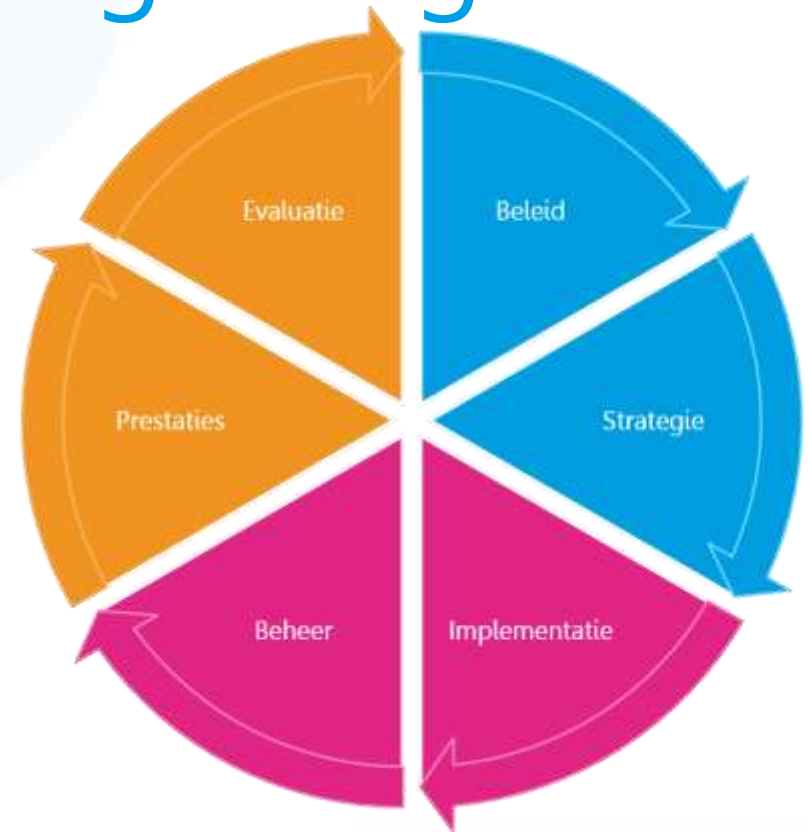 Evaluatie
Beleid
Prestaties
Strategie
Beheer
Implementatie